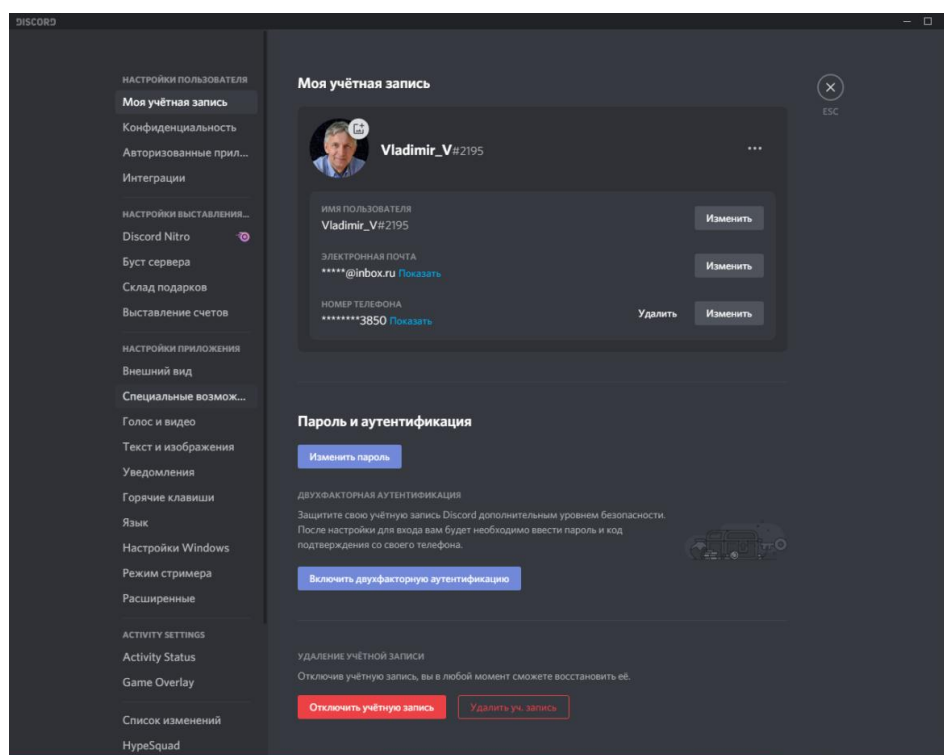 DISCORD
НАСТРОЙКИ ПОЛЬЗОВАТЕЛЯ
Моя учётная запись
Конфиденциальность
Авторизованные прил...
Интеграции
НАСТРОЙКИ ВЫСТАВЛЕНИЯ...
Discord Nitro
Буст сервера
Склад подарков
Выставление счетов
НАСТРОЙКИ ПРИЛОЖЕНИЯ
Внешний вид
Специальные возмож...
Голос и видео
Текст и изображения
Уведомления
Горячие клавиши
Язык
Настройки Windows
Режим стримера
Расширенные
ACTIVITY SETTINGS
Activity Status
Game Overlay
Список изменений
HypeSquad
Моя учётная запись
ESC
Vladimir_V#2195
ИМЯ ПОЛЬЗОВАТЕЛЯ
Vladimir_V#2195
Изменить
ЭЛЕКТРОННАЯ ПОЧТА
*****@inbox.ru Показать
Изменить
НОМЕР ТЕЛЕФОНА
********3850 Показать
Удалить Изменить
Пароль и аутентификация
Изменить пароль
ДВУХФАКТОРНАЯ АУТЕНТИФИКАЦИЯ
Защитите свою учётную запись Discord дополнительным уровнем безопасности.
После настройки для входа вам будет необходимо ввести пароль и код
подтверждения со своего телефона.
Включить двухфакторную аутентификацию
УДАЛЕНИЕ УЧЁТНОЙ ЗАПИСИ
Отключив учётную запись, вы в любой момент сможете восстановить её.
Отключить учётную запись Удалить уч. запись